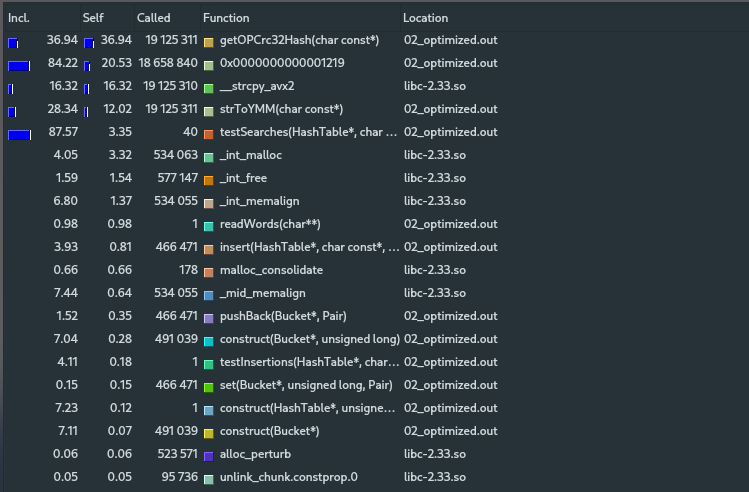 Incl. Self Called Function Location
36.94 36.94 19 125 311 getOPCrc32Hash(char const*) 02_optimized.out
84.22 20.53 18 658 840 0x0000000000001219 02_optimized.out
16.32 16.32 19 125 310 __strcpy_avx2 libc-2.33.so
28.34 12.02 19 125 311 strToYMM(char const*) 02_optimized.out
87.57 3.35 40 testSearches(HashTable*, char ... 02_optimized.out
4.05 3.32 534 063 _int_malloc libc-2.33.so
1.59 1.54 577 147 _int_free libc-2.33.so
6.80 1.37 534 055 _int_memalign libc-2.33.so
0.98 0.98 1 readWords(char**) 02_optimized.out
3.93 0.81 466 471 insert(HashTable*, char const*, ... 02_optimized.out
0.66 0.66 178 malloc_consolidate libc-2.33.so
7.44 0.64 534 055 _mid_memalign libc-2.33.so
1.52 0.35 466 471 pushBack(Bucket*, Pair) 02_optimized.out
7.04 0.28 491 039 construct(Bucket*, unsigned long) 02_optimized.out
4.11 0.18 1 testInsertions(HashTable*, char... 02_optimized.out
0.15 0.15 466 471 set(Bucket*, unsigned long, Pair) 02_optimized.out
7.23 0.12 1 construct(HashTable*, unsigne... 02_optimized.out
7.11 0.07 491 039 construct(Bucket*) 02_optimized.out
0.06 0.06 523 571 alloc_perturb libc-2.33.so
0.05 0.05 95 736 unlink_chunk.constprop.0 libc-2.33.so